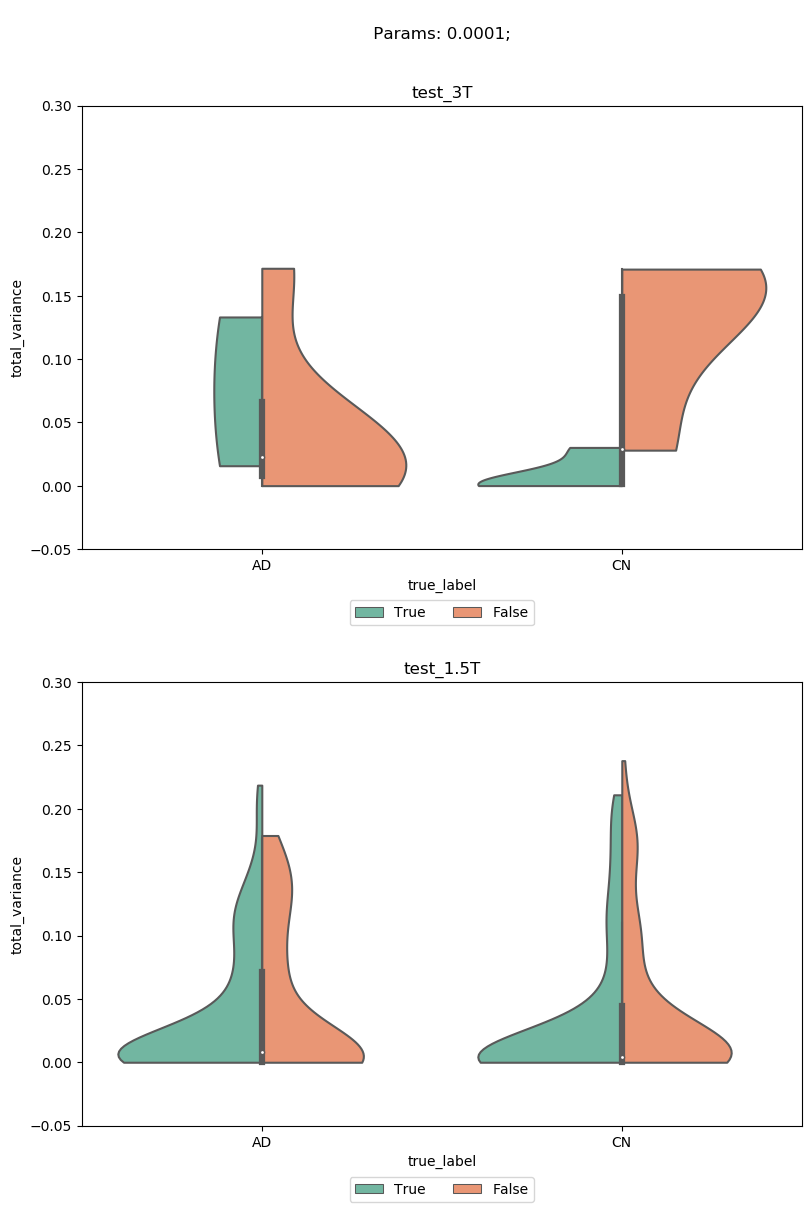 Params: 0.0001;
test_3T
0.30
0.25
0.20
0.15
0.10
0.05
0.00
−0.05
total_variance
AD CN
true_label
True False
test_1.5T
0.30
0.25
0.20
0.15
0.10
0.05
0.00
−0.05
total_variance
AD CN
true_label
True False